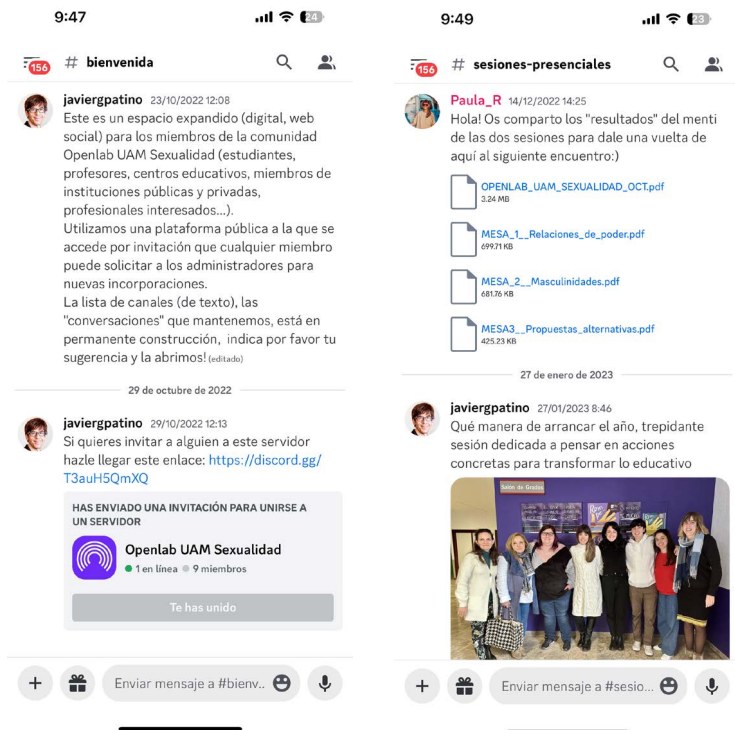 9:47
24
156
# bienvenida
javiergpatino 23/10/2022 12:08
Este es un espacio expandido (digital, web
social) para los miembros de la comunidad
Openlab UAM Sexualidad (estudiantes,
profesores, centros educativos, miembros de
instituciones públicas y privadas,
profesionales interesados...).
Utilizamos una plataforma pública a la que se
accede por invitación que cualquier miembro
puede solicitar a los administradores para
nuevas incorporaciones.
La lista de canales (de texto), las
"conversaciones" que mantenemos, está en
permanente construcción, indica por favor tu
sugerencia y la abrimos! (editado)
29 de octubre de 2022
javiergpatino 29/10/2022 12:13
Si quieres invitar a alguien a este servidor
hazle llegar este enlace: https://discord.gg/
T3auH5QmXQ
HAS ENVIADO UNA INVITACIÓN PARA UNIRSE A
UN SERVIDOR
Openlab UAM Sexualidad
1 en línea 9 miembros
Te has unido
Enviar mensaje a #bienv..
9:49
23
156
# sesiones-presenciales
Paula_R 14/12/2022 14:25
Hola! Os comparto los "resultados" del menti
de las dos sesiones para dale una vuelta de
aquí al siguiente encuentro:)
OPENLAB_UAM_SEXUALIDAD_OCT.pdf
3.24 MB
MESA_1__Relaciones_de_poder.pdf
699.71 KB
MESA_2__Masculinidades.pdf
681.76 KB
MESA3__Propuestas_alternativas.pdf
425.23 KB
27 de enero de 2023
javiergpatino 27/01/2023 8:46
Qué manera de arrancar el año, trepidante
sesión dedicada a pensar en acciones
concretas para transformar lo educativo
Salón de Grados
Enviar mensaje a #sesio...